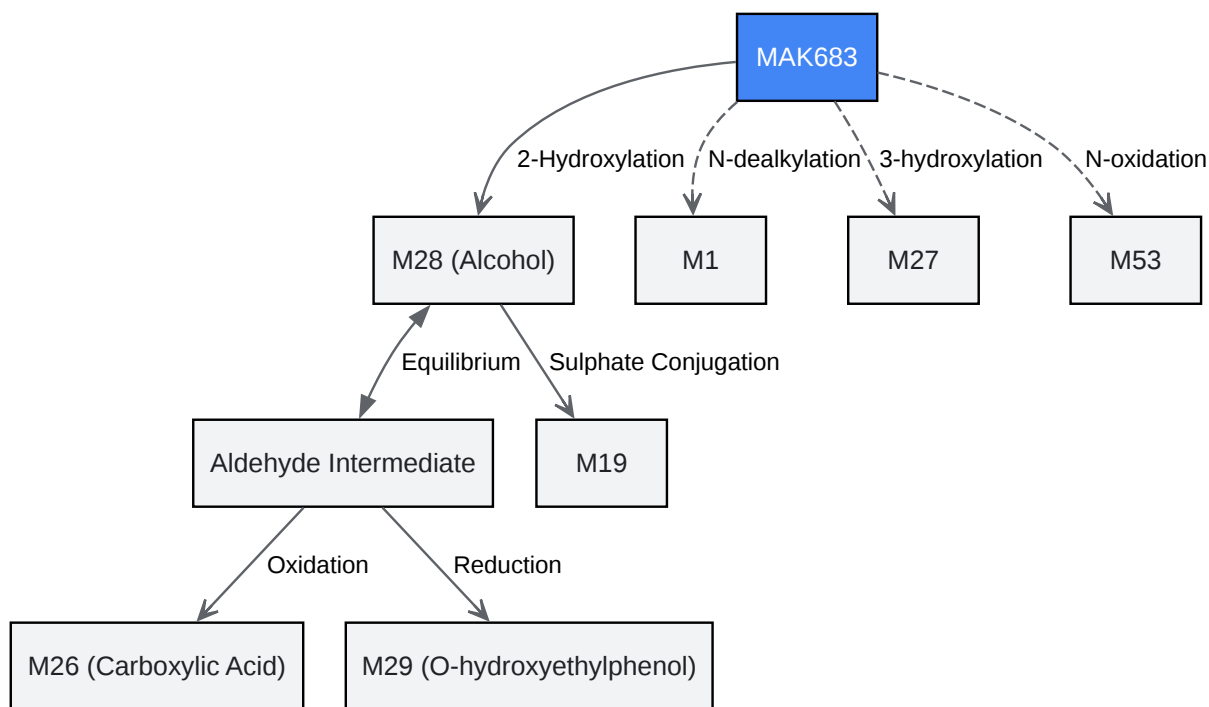 MAK683
2-Hydroxylation
N-dealkylation
3-hydroxylation
N-oxidation
M28 (Alcohol)
M1
M27
M53
Equilibrium
Sulphate Conjugation
Aldehyde Intermediate
M19
Oxidation
Reduction
M26 (Carboxylic Acid)
M29 (O-hydroxyethylphenol)